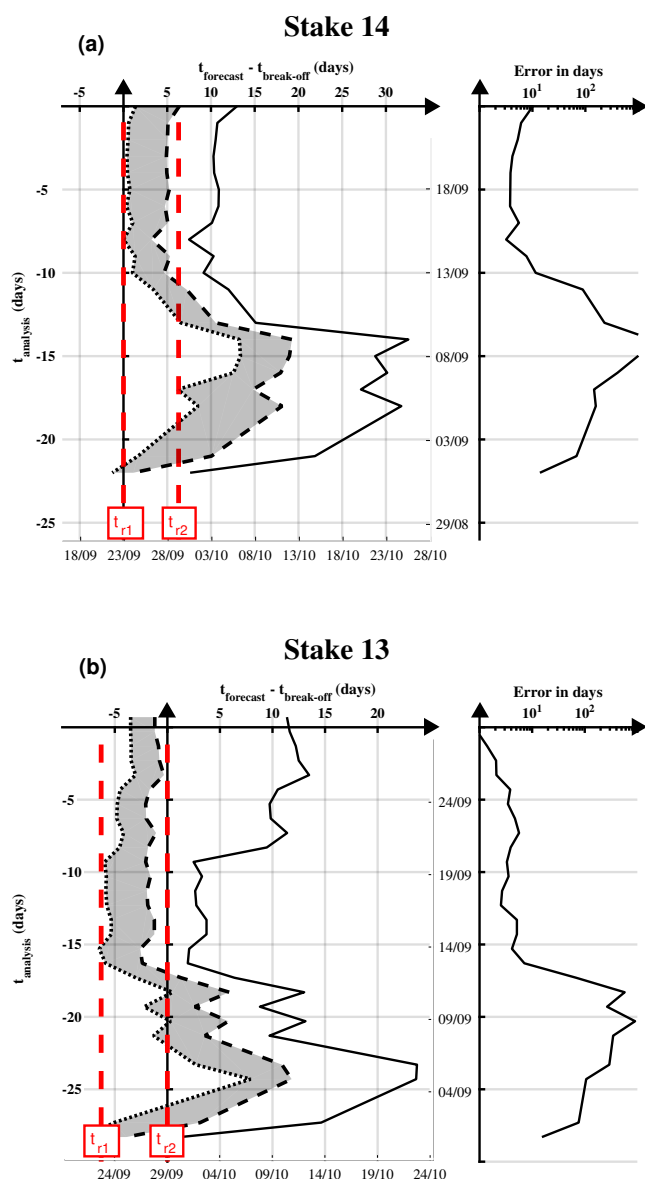 Stake 14
(a)
t_forecast - t_break-off (days)
Error in days
-5 5 10 15 20 25 30
10^1 10^2
-5 18/09
-10 13/09
t_analysis (days)
-15 08/09
-20 03/09
-25 29/08
t_r1 t_r2
18/09 23/09 28/09 03/10 08/10 13/10 18/10 23/10 28/10
Stake 13
(b)
t_forecast - t_break-off (days)
Error in days
-5 5 10 15 20
10^1 10^2
-5 24/09
-10 19/09
t_analysis (days)
-15 14/09
-20 09/09
-25 04/09
t_r1 t_r2
24/09 29/09 04/10 09/10 14/10 19/10 24/10